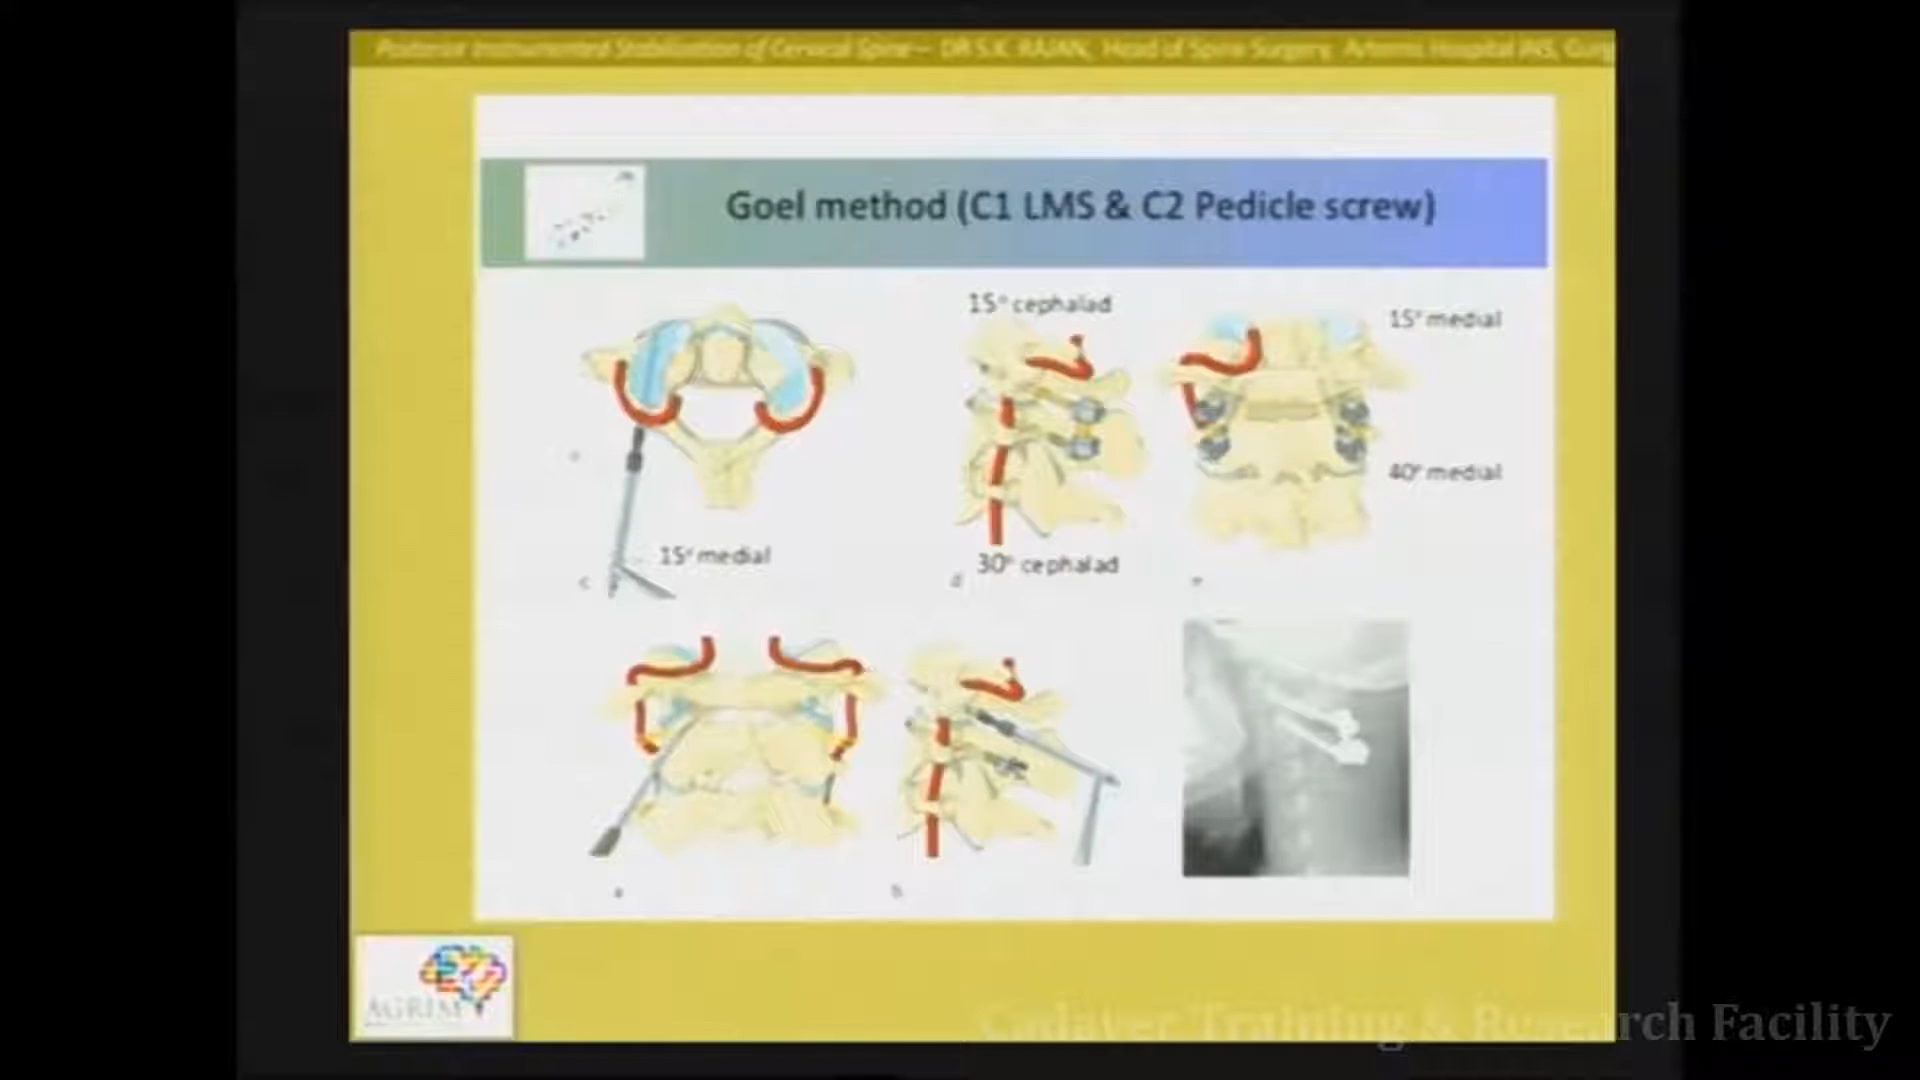 Posterior Instrumented Stabilisation of Cervical Spine— DR S.K. RAJAN, Head of Spine Surgery, Artemis Hospital
Goel method (C1 LMS & C2 Pedicle screw)
15° cephalad
15° medial
40° medial
15° medial
30° cephalad
c
d
e
a
b
AGRIM
Cadaver Training & Research Facility